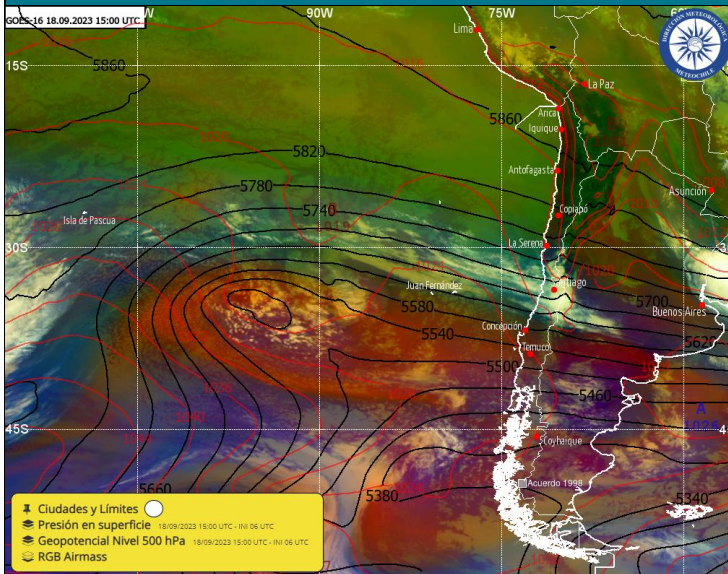 GOES-16 18.09.2023 15:00 UTC
90W
75W
60W
DIRECCIÓN METEOROLÓGICA
METEOCHILE
Lima
15S
5860
La Paz
Arica
5860
Iquique
1020
5820
Antofagasta
5780
Asunción
5740
Copiapó
Isla de Pascua
La Serena
30S
1020
Juan Fernández
Santiago
5580
5700
Buenos Aires
Concepción
5540
5620
Temuco
5500
5460
A
1026
45S
Coyhaique
Acuerdo 1998
5660
5380
5340
Ciudades y Límites
Presión en superficie 18/09/2023 15:00 UTC - INI 06 UTC
Geopotencial Nivel 500 hPa 18/09/2023 15:00 UTC - INI 06 UTC
RGB Airmass